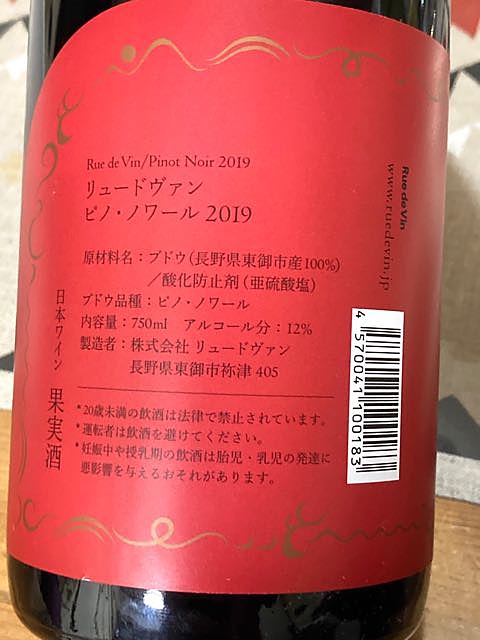 Rue de Vin/Pinot Noir 2019
リュードヴァン
ピノ・ノワール 2019
原材料名：ブドウ（長野県東御市産100%）
／酸化防止剤（亜硫酸塩）
ブドウ品種：ピノ・ノワール
内容量：750ml アルコール分：12%
製造者：株式会社 リュードヴァン
長野県東御市祢津 405
*20歳未満の飲酒は法律で禁止されています。
*運転者は飲酒を避けてください。
*妊娠中や授乳期の飲酒は胎児・乳児の発達に
悪影響を与えるおそれがあります。
日本ワイン 果実酒
Rue de Vin
www.ruedevin.jp
4 570041 100183